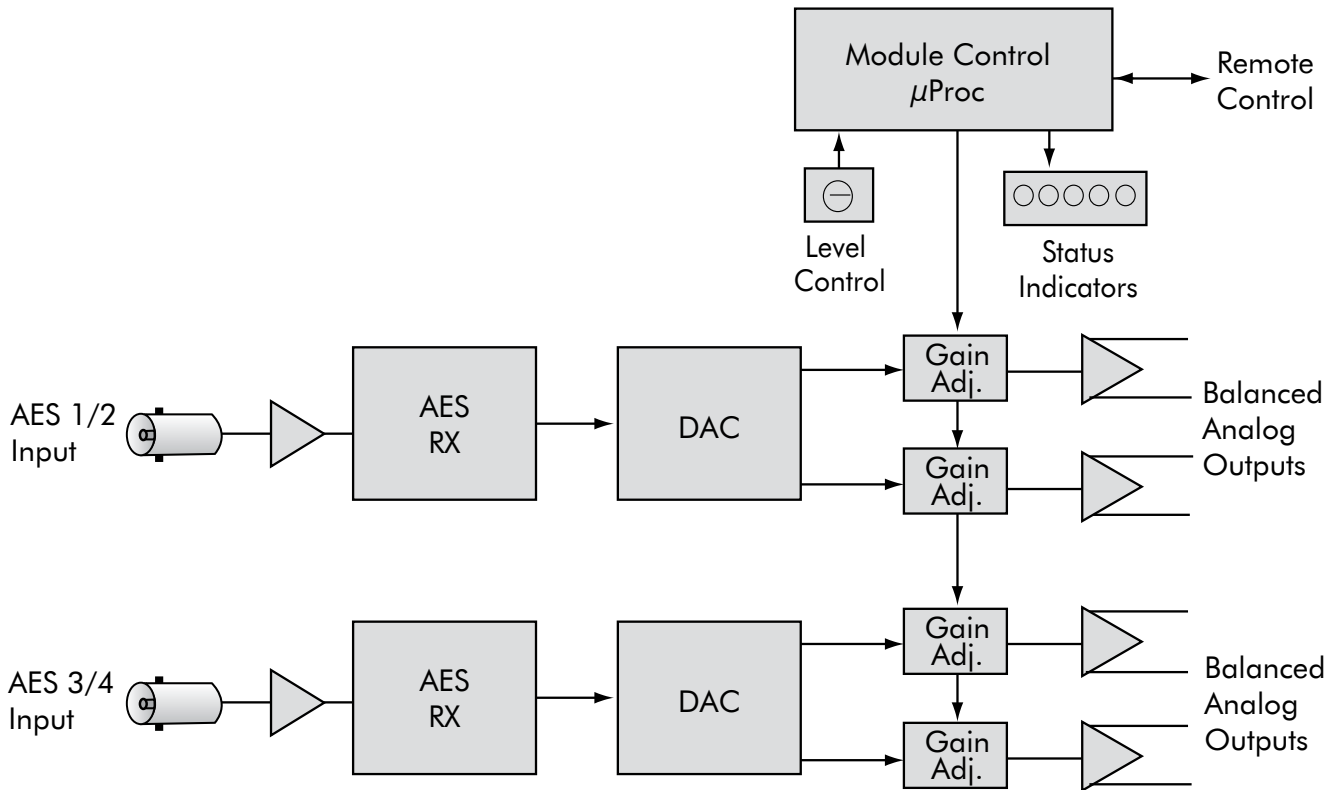 Module Control
μProc
Remote
Control
Level
Control
Status
Indicators
AES 1/2
Input
AES
RX
DAC
Gain
Adj.
Gain
Adj.
Balanced
Analog
Outputs
AES 3/4
Input
AES
RX
DAC
Gain
Adj.
Gain
Adj.
Balanced
Analog
Outputs